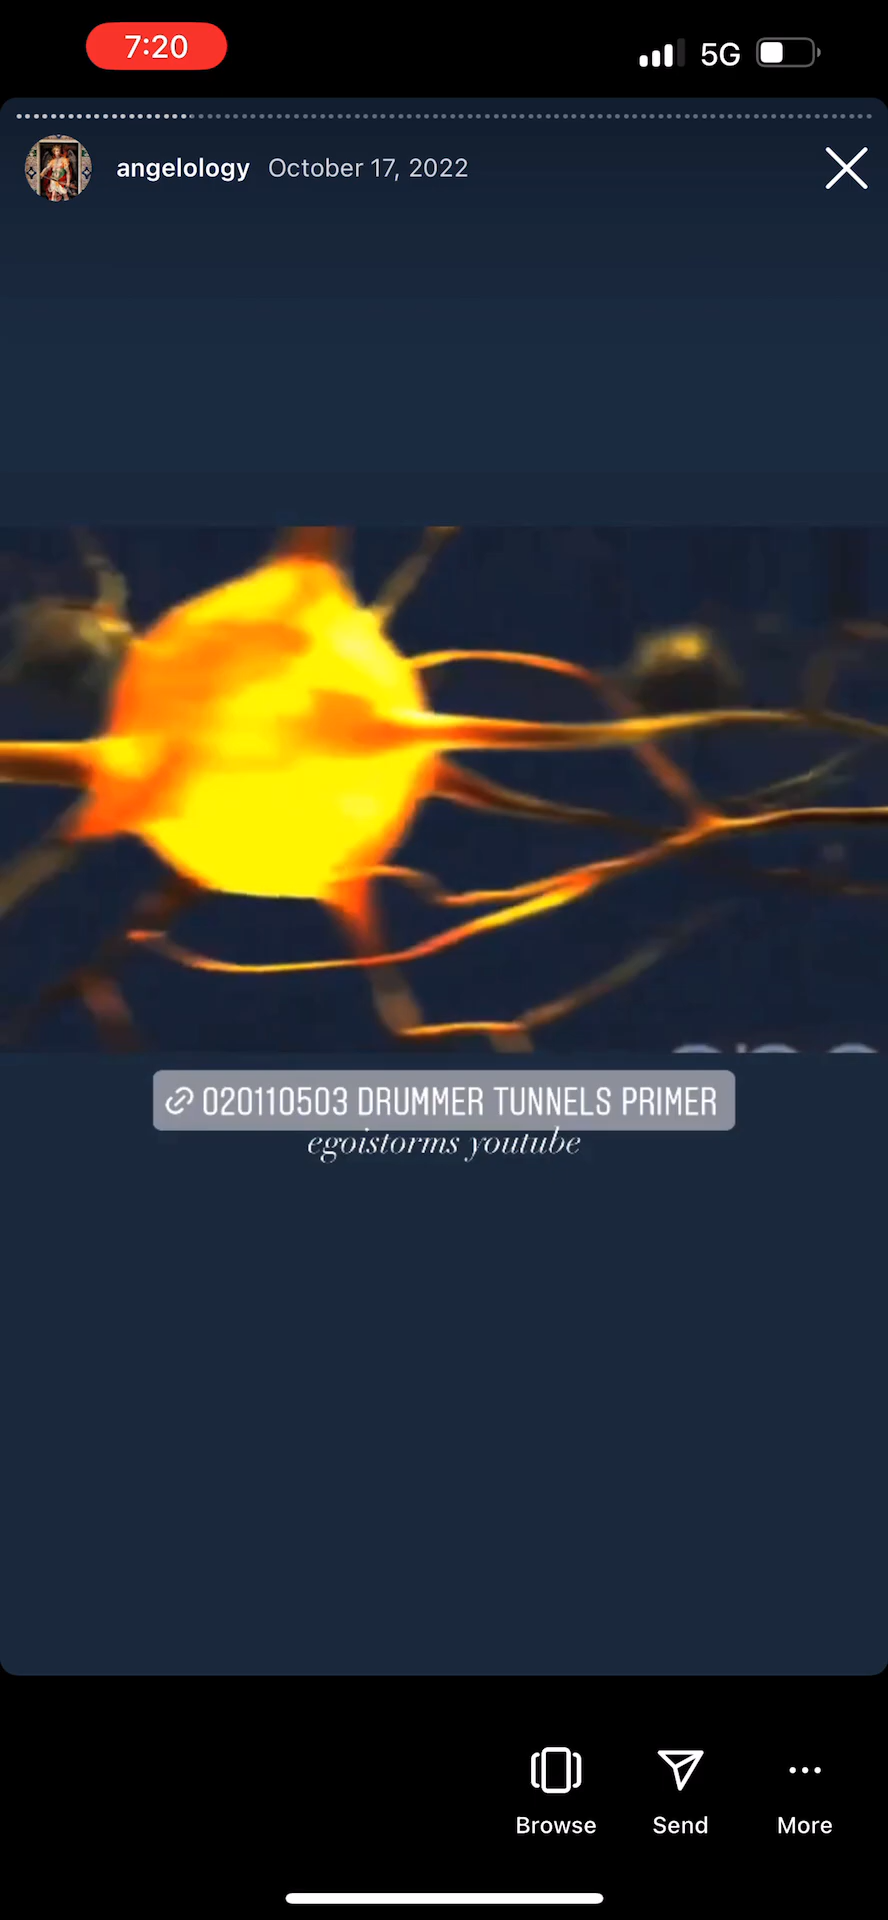 7:20
5G
angelology October 17, 2022
020110503 DRUMMER TUNNELS PRIMER
egoistorms youtube
Browse Send More